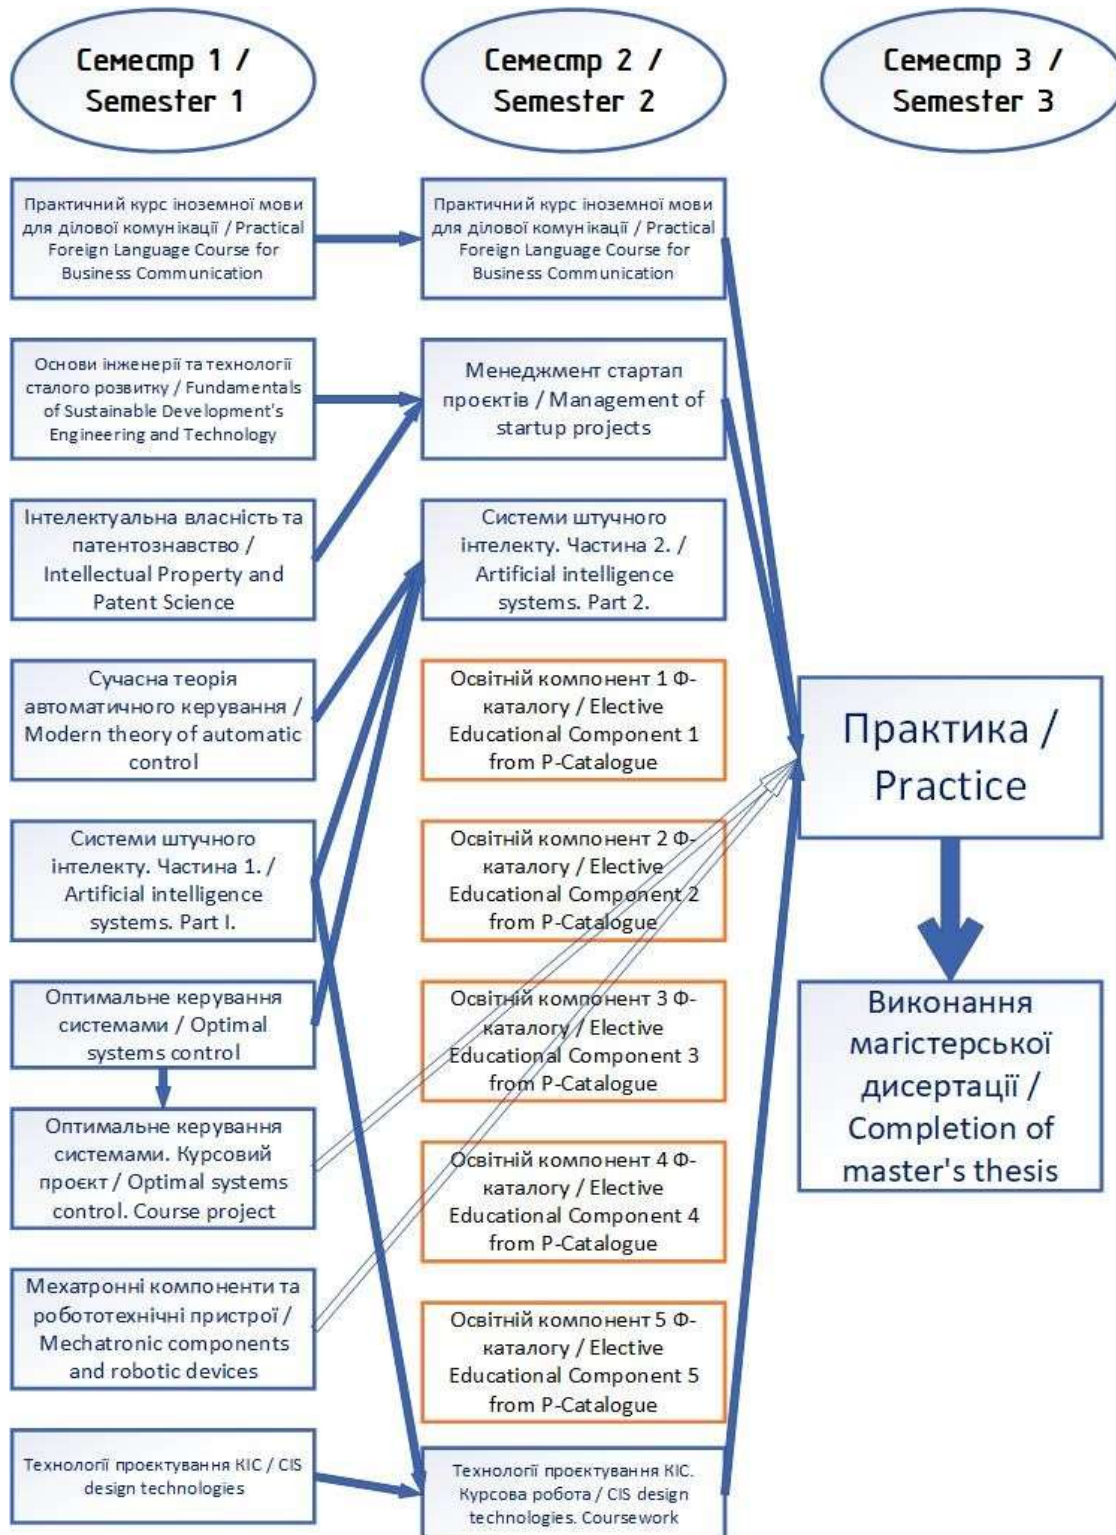 Семестр 1 /
Semester 1
Семестр 2 /
Semester 2
Семестр 3 /
Semester 3
Практичний курс іноземної мови
для ділової комунікації / Practical
Foreign Language Course for
Business Communication
Практичний курс іноземної мови
для ділової комунікації / Practical
Foreign Language Course for
Business Communication
Основи інженерії та технології
сталого розвитку / Fundamentals
of Sustainable Development's
Engineering and Technology
Менеджмент стартап
проєктів / Management of
startup projects
Інтелектуальна власність та
патентознавство /
Intellectual Property and
Patent Science
Системи штучного
інтелекту. Частина 2. /
Artificial intelligence
systems. Part 2.
Сучасна теорія
автоматичного керування /
Modern theory of automatic
control
Освітній компонент 1 Ф-
каталогу / Elective
Educational Component 1
from P-Catalogue
Практика /
Practice
Системи штучного
інтелекту. Частина 1. /
Artificial intelligence
systems. Part I.
Освітній компонент 2 Ф-
каталогу / Elective
Educational Component 2
from P-Catalogue
Оптимальне керування
системами / Optimal
systems control
Освітній компонент 3 Ф-
каталогу / Elective
Educational Component 3
from P-Catalogue
Виконання
магістерської
дисертації /
Completion of
master's thesis
Оптимальне керування
системами. Курсовий
проєкт / Optimal systems
control. Course project
Освітній компонент 4 Ф-
каталогу / Elective
Educational Component 4
from P-Catalogue
Мехатронні компоненти та
робототехнічні пристрої /
Mechatronic components
and robotic devices
Освітній компонент 5 Ф-
каталогу / Elective
Educational Component 5
from P-Catalogue
Технології проєктування КІС / CIS
design technologies
Технології проєктування КІС.
Курсова робота / CIS design
technologies. Coursework